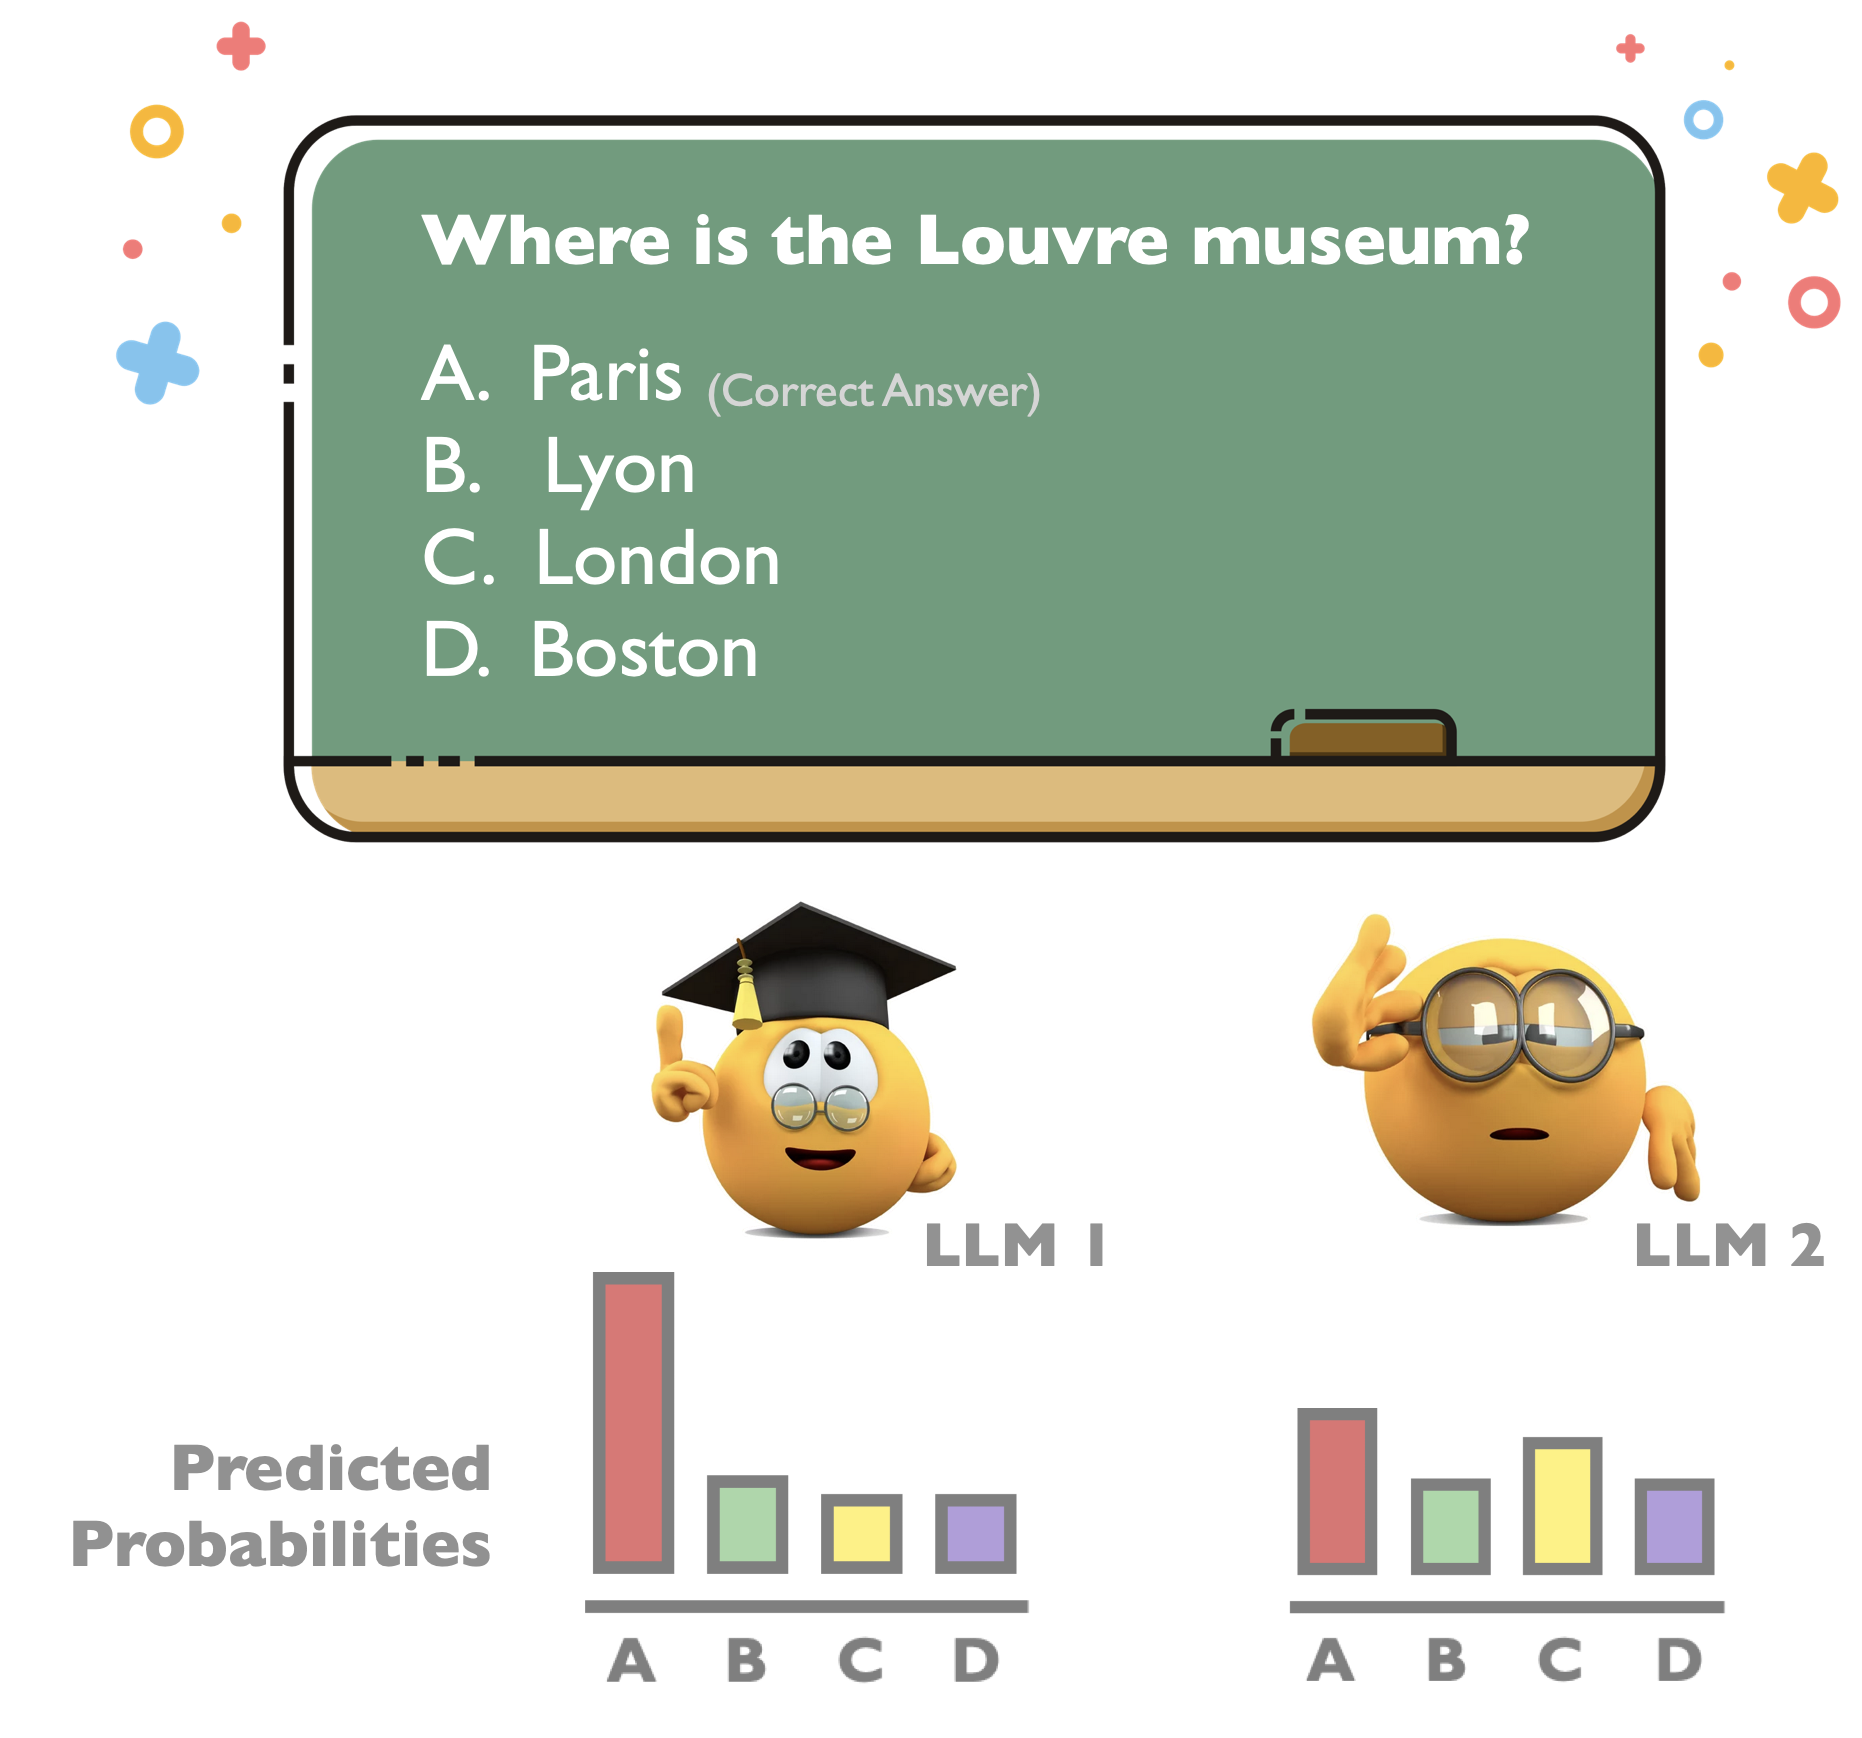 Where is the Louvre museum?
A. Paris (Correct Answer)
B. Lyon
C. London
D. Boston
LLM 1
LLM 2
Predicted
Probabilities
A B C D
A B C D